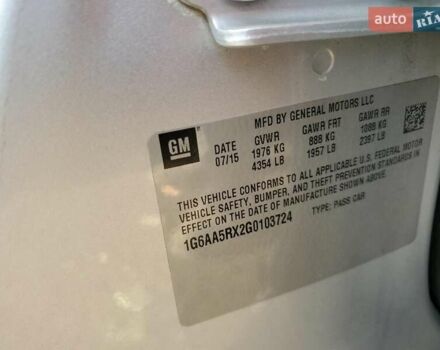 auto RIA
MFD BY GENERAL MOTORS LLC
GM
DATE GVWR GAWR FRT GAWR RR
07/15 1976 KG 888 KG 1088 KG
4354 LB 1957 LB 2397 LB
THIS VEHICLE CONFORMS TO ALL APPLICABLE U.S. FEDERAL MOTOR
VEHICLE SAFETY, BUMPER, AND THEFT PREVENTION STANDARDS IN
EFFECT ON THE DATE OF MANUFACTURE SHOWN ABOVE.
1G6AA5RX2G0103724 TYPE: PASS CAR